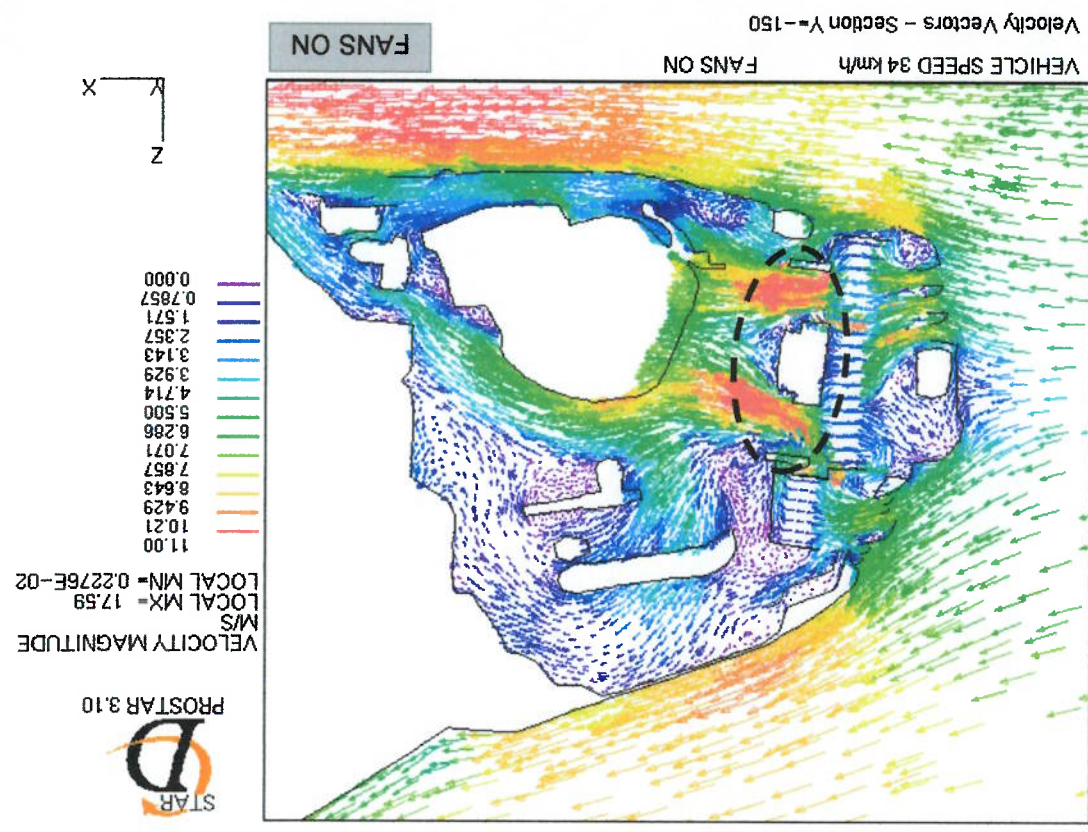 STAR
D
PROSTAR 3.10
VELOCITY MAGNITUDE
M/S
LOCAL MX= 17.59
LOCAL MN= 0.2276E-02
11.00
10.21
9.429
8.643
7.857
7.071
6.286
5.500
4.714
3.929
3.143
2.357
1.571
0.7857
0.000
Z
Y
X
VEHICLE SPEED 34 km/h FANS ON
Velocity Vectors - Section Y=-150
FANS ON